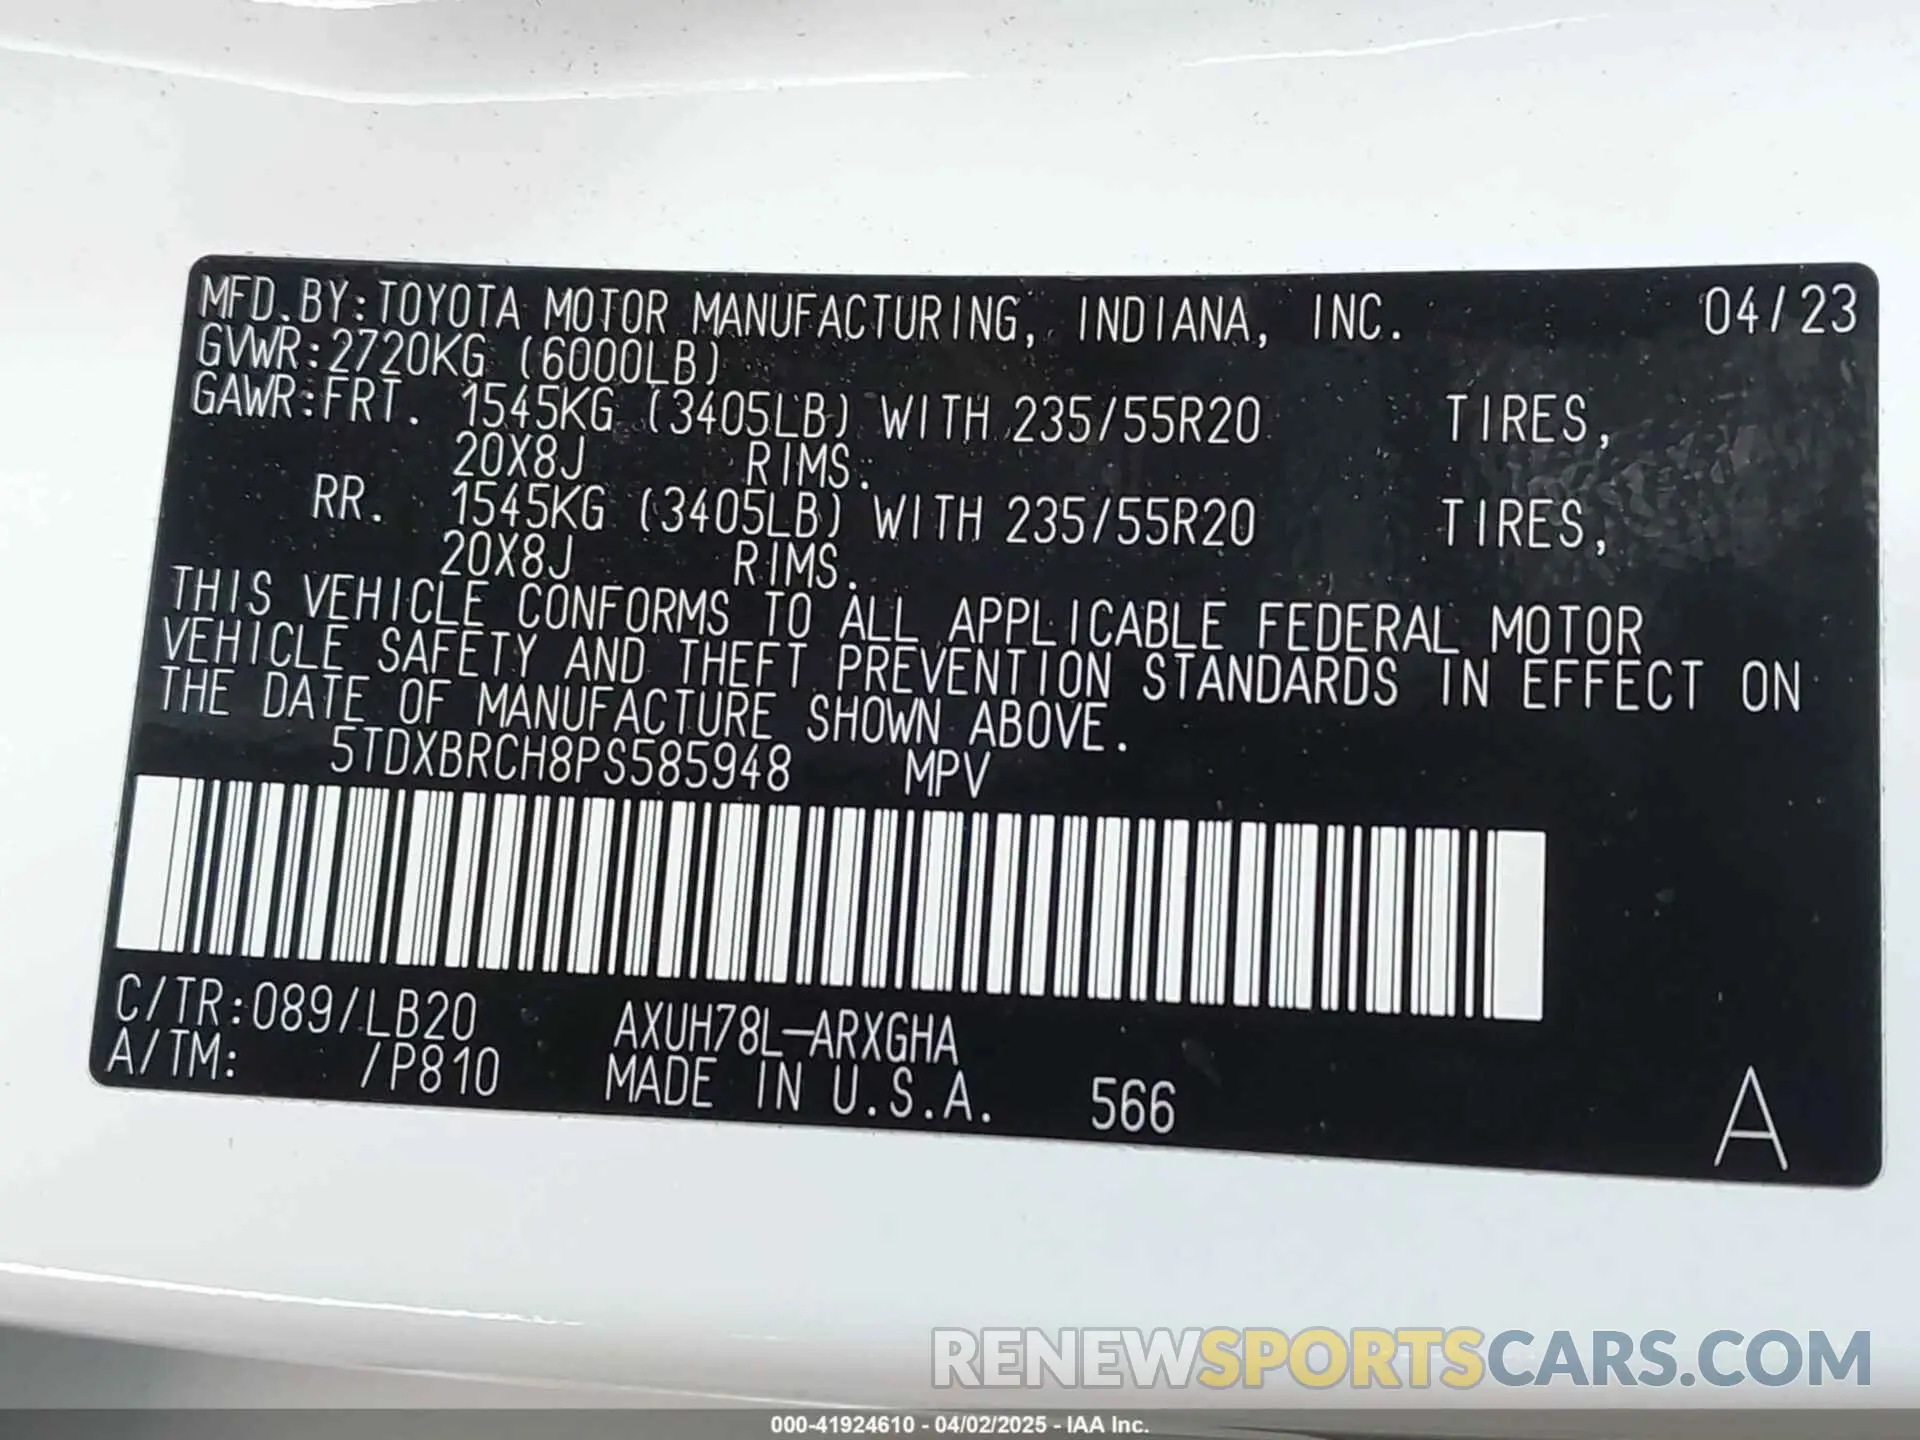 MFD. BY: TOYOTA MOTOR MANUFACTURING, INDIANA, INC. 04/23
GVWR: 2720KG (6000LB)
GAWR: FRT. 1545KG (3405LB) WITH 235/55R20 TIRES,
20X8J RIMS.
RR. 1545KG (3405LB) WITH 235/55R20 TIRES,
20X8J RIMS.
THIS VEHICLE CONFORMS TO ALL APPLICABLE FEDERAL MOTOR
VEHICLE SAFETY AND THEFT PREVENTION STANDARDS IN EFFECT ON
THE DATE OF MANUFACTURE SHOWN ABOVE.
5TDXBRCH8PS585948 MPV
C/TR: 089/LB20 AXUH78L-ARXGHA
A/TM: /P810 MADE IN U.S.A. 566 A
RENEWSPORTSCARS.COM
000-41924610 - 04/02/2025 - IAA Inc.